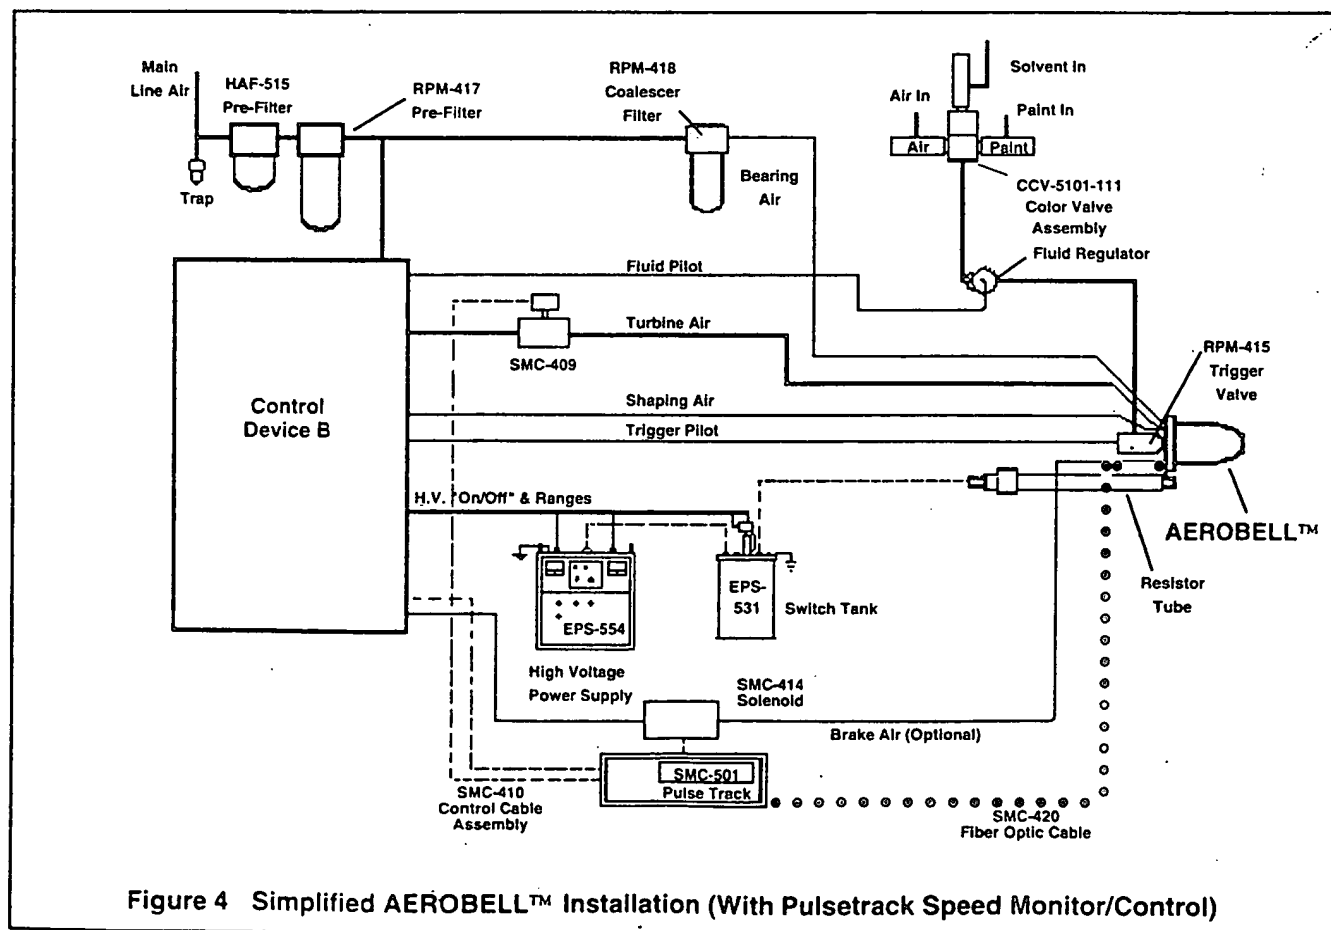 Main
Line Air
HAF-515
Pre-Filter
RPM-417
Pre-Filter
RPM-418
Coalescer
Filter
Solvent In
Air In
Paint In
Air
Paint
Trap
Bearing
Air
CCV-5101-111
Color Valve
Assembly
Fluid Regulator
Fluid Pilot
Turbine Air
SMC-409
RPM-415
Trigger
Valve
Control
Device B
Shaping Air
Trigger Pilot
H.V. "On/Off" & Ranges
AEROBELL™
EPS-
531
Switch Tank
Resistor
Tube
EPS-554
High Voltage
Power Supply
SMC-414
Solenoid
Brake Air (Optional)
SMC-501
Pulse Track
SMC-410
Control Cable
Assembly
SMC-420
Fiber Optic Cable
Figure 4 Simplified AEROBELL™ Installation (With Pulsetrack Speed Monitor/Control)